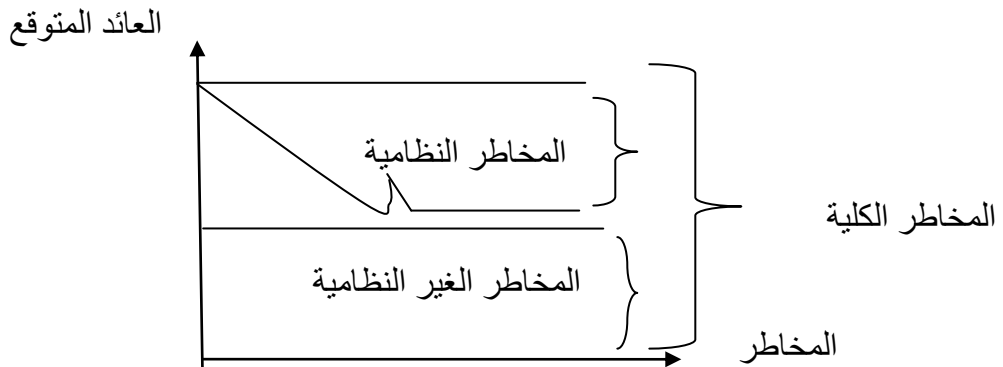 العائد المتوقع
المخاطر النظامية
المخاطر الكلية
المخاطر الغير النظامية
المخاطر